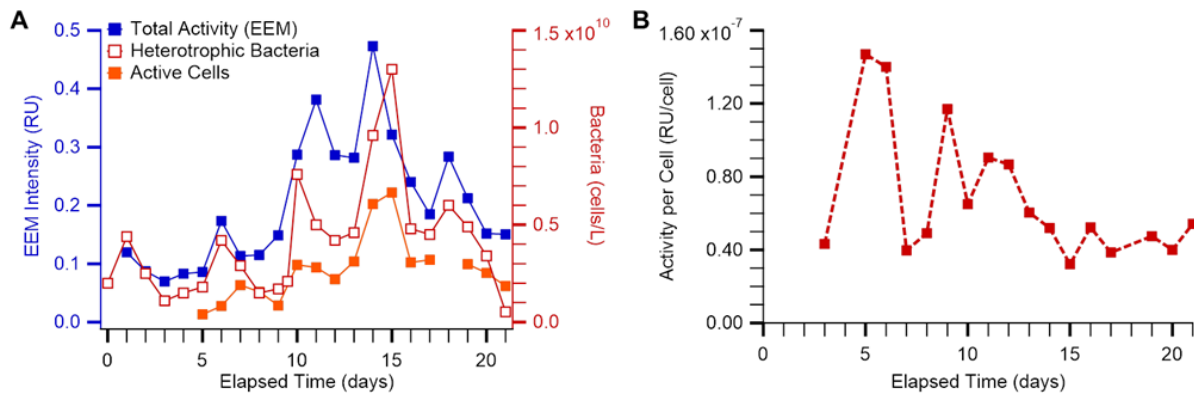 A
Total Activity (EEM)
Heterotrophic Bacteria
Active Cells
EEM Intensity (RU)
0.5
0.4
0.3
0.2
0.1
0.0
1.5 x10^10
1.0
0.5
0.0
Bacteria (cells/L)
0 5 10 15 20
Elapsed Time (days)
B
Activity per Cell (RU/cell)
1.60 x10^-7
1.20
0.80
0.40
0.00
0 5 10 15 20
Elapsed Time (days)